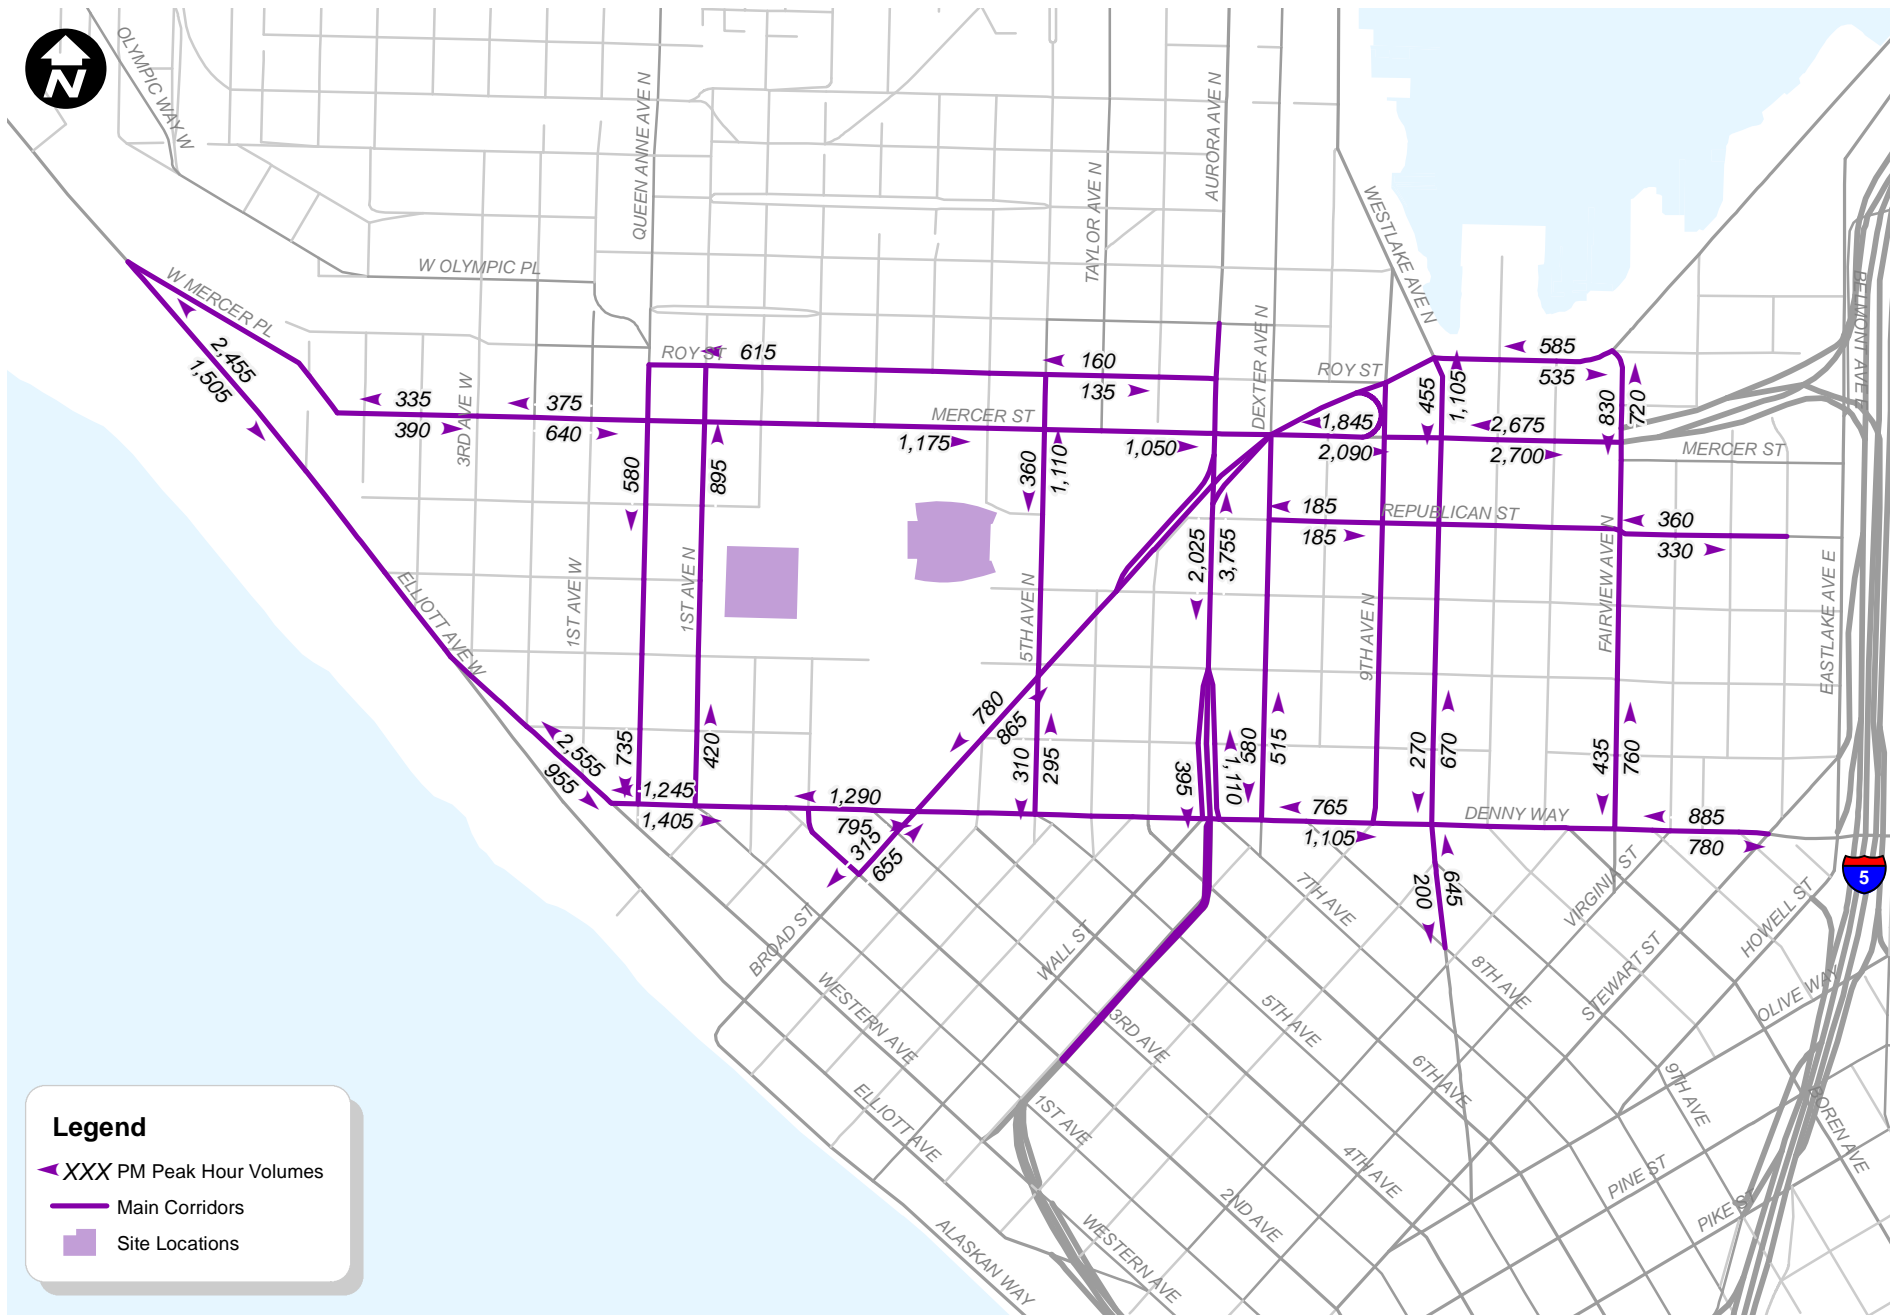 N
OLYMPIC WAY W
QUEEN ANNE AVE N
AURORA AVE N
TAYLOR AVE N
WESTLAKE AVE N
BELMONT AVE E
W OLYMPIC PL
W MERCER PL
DEXTER AVE N
2,455
1,505
ROY ST
615
160
135
ROY ST
585
535
455
1,105
830
720
335
390
3RD AVE W
375
640
MERCER ST
1,175
1,050
1,845
2,090
2,675
2,700
MERCER ST
580
895
360
1,110
2,025
3,755
185
185
REPUBLICAN ST
360
330
ELLIOTT AVE W
1ST AVE W
1ST AVE N
5TH AVE N
9TH AVE N
FAIRVIEW AVE N
EASTLAKE AVE E
2,555
955
735
420
780
865
310
295
395
1,110
580
515
270
670
435
760
1,245
1,405
1,290
795
315
655
765
1,105
DENNY WAY
885
780
200
645
5
BROAD ST
WALL ST
7TH AVE
VIRGINIA ST
HOWELL ST
STEWART ST
8TH AVE
OLIVE WAY
WESTERN AVE
3RD AVE
5TH AVE
6TH AVE
9TH AVE
BOREN AVE
ELLIOTT AVE
1ST AVE
4TH AVE
2ND AVE
PINE ST
PIKE ST
WESTERN AVE
ALASKAN WAY
Legend
XXX PM Peak Hour Volumes
Main Corridors
Site Locations